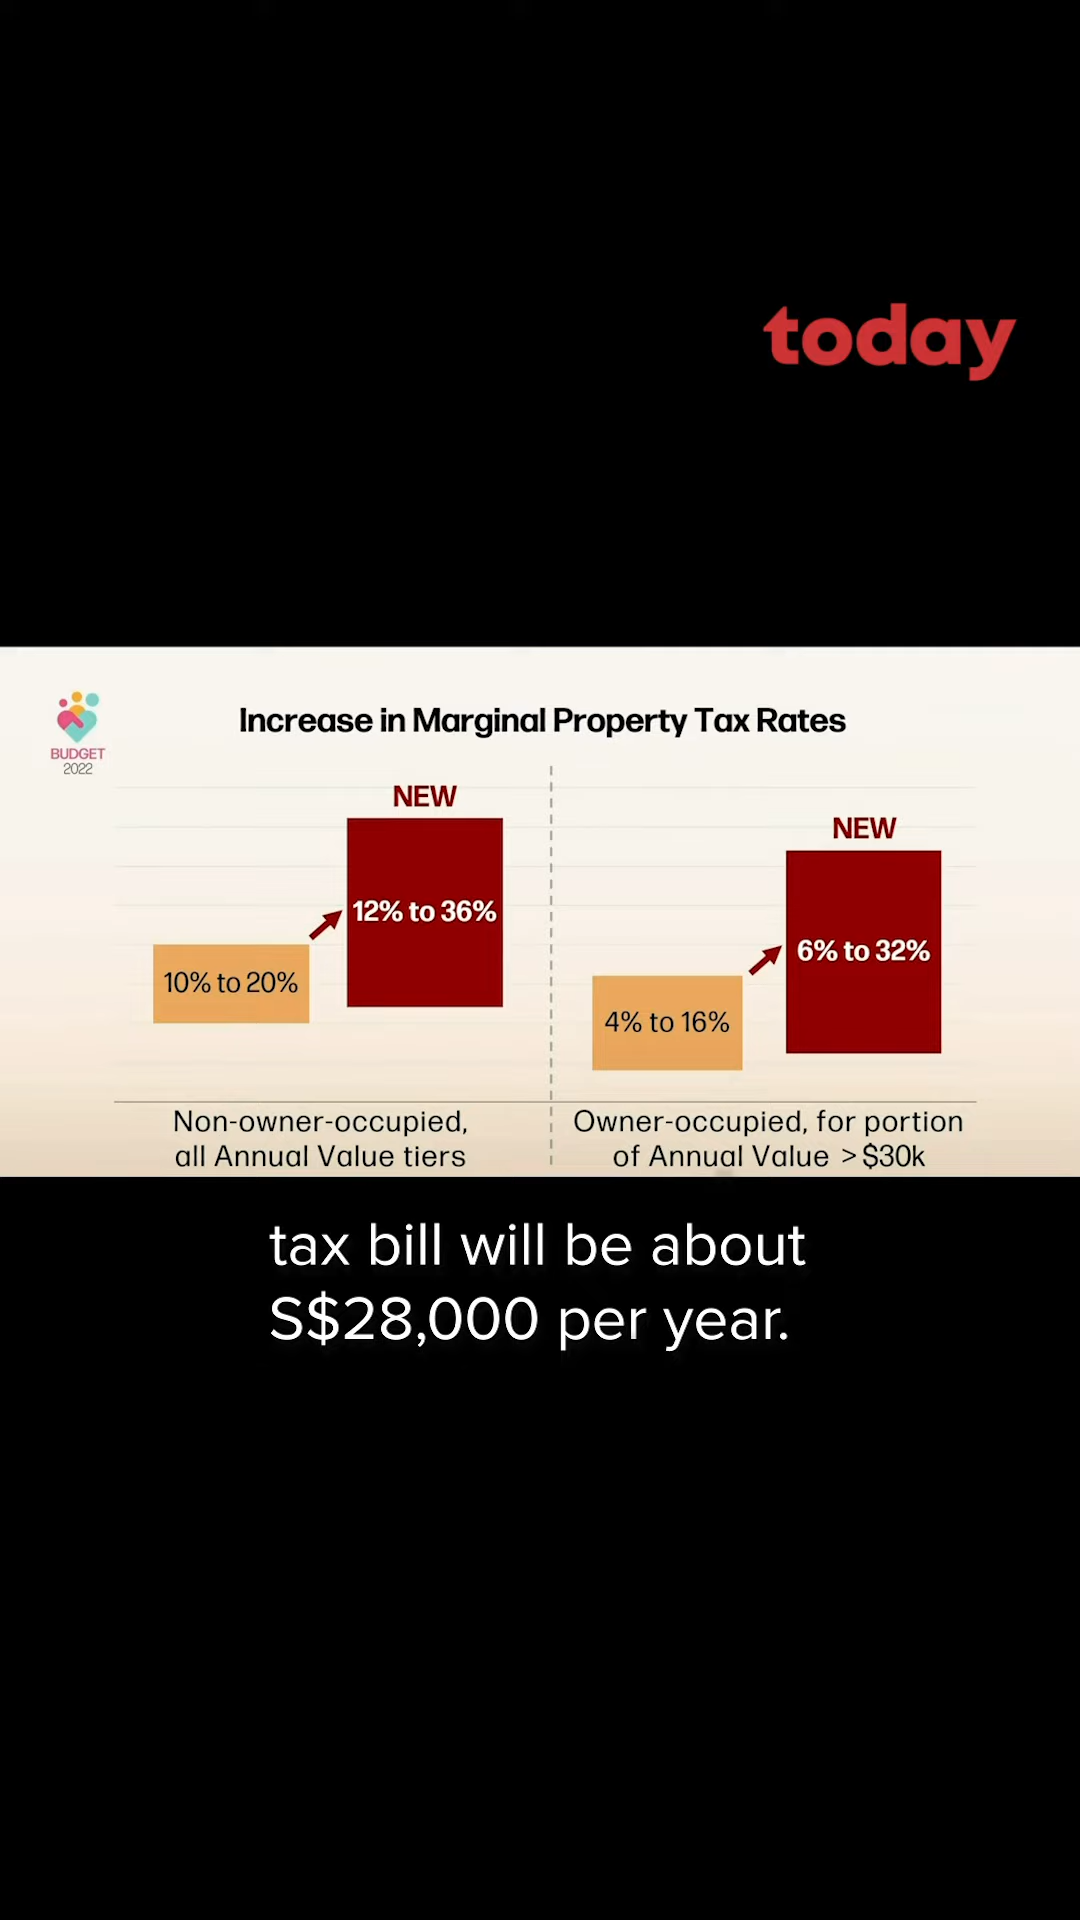 today
BUDGET
2022
Increase in Marginal Property Tax Rates
NEW
12% to 36%
10% to 20%
Non-owner-occupied,
all Annual Value tiers
NEW
6% to 32%
4% to 16%
Owner-occupied, for portion
of Annual Value > $30k
tax bill will be about
S$28,000 per year.